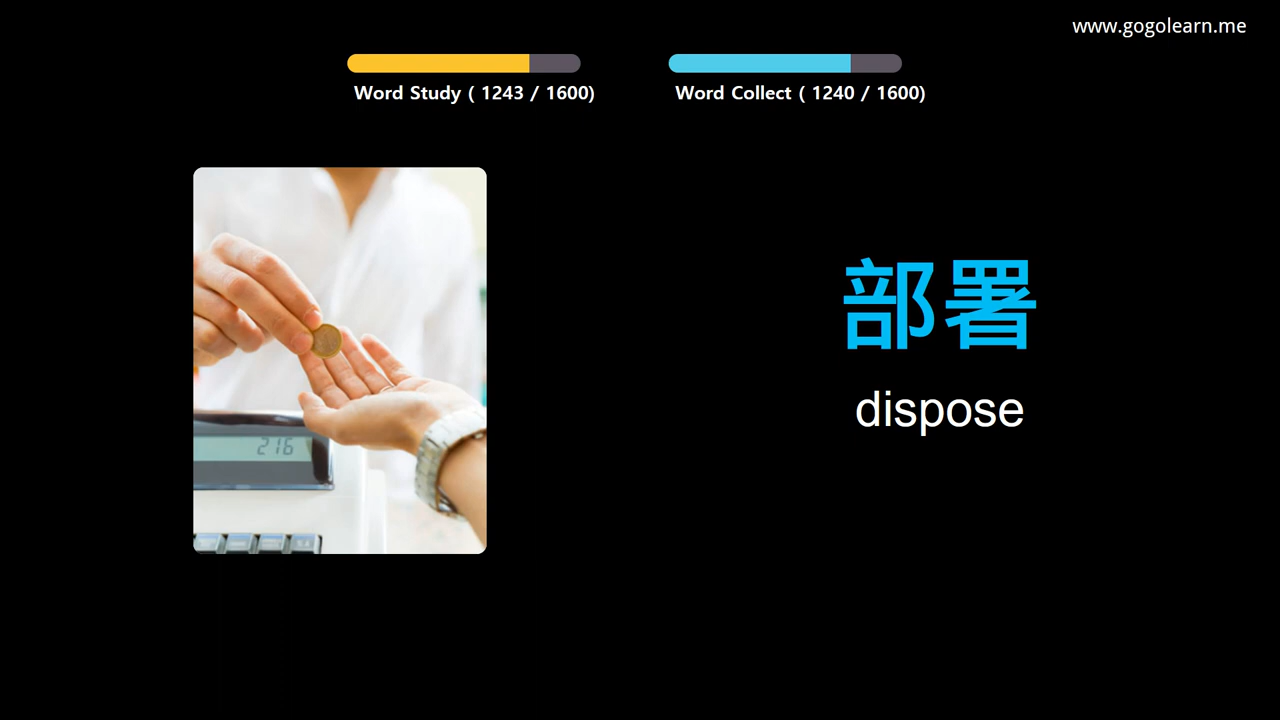 www.gogolearn.me
Word Study ( 1243 / 1600)
Word Collect ( 1240 / 1600)
部署
dispose
216